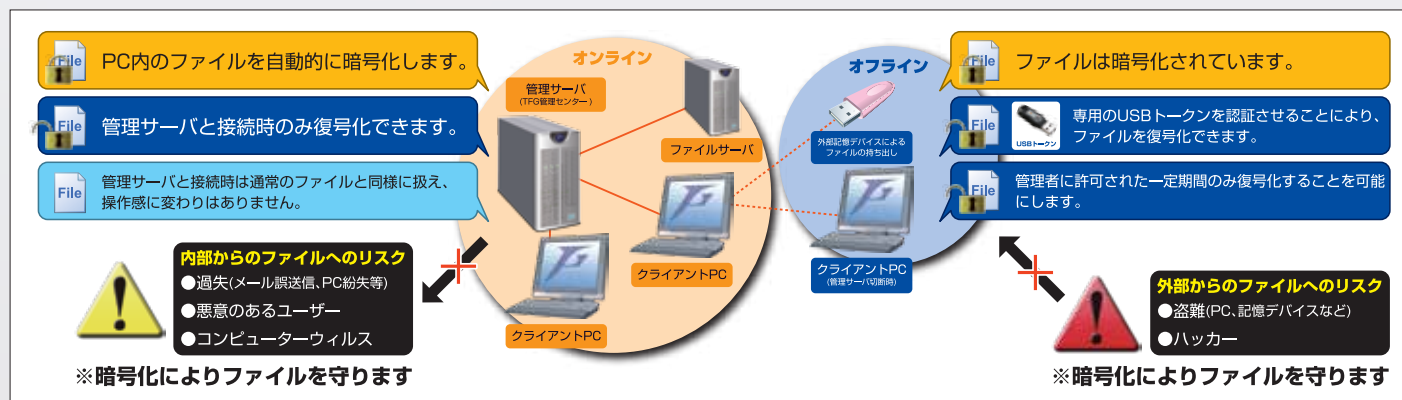 File
PC内のファイルを自動的に暗号化します。
File
管理サーバと接続時のみ復号化できます。
File
管理サーバと接続時は通常のファイルと同様に扱え、
操作感に変わりはありません。
内部からのファイルへのリスク
●過失(メール誤送信、PC紛失等)
●悪意のあるユーザー
●コンピューターウィルス
※暗号化によりファイルを守ります
オンライン
管理サーバ
(TFG管理センター)
ファイルサーバ
クライアントPC
クライアントPC
オフライン
外部記憶デバイスによる
ファイルの持ち出し
クライアントPC
(管理サーバ切断時)
File
ファイルは暗号化されています。
File
USBトークン
専用のUSBトークンを認証させることにより、
ファイルを復号化できます。
File
管理者に許可された一定期間のみ復号化することを可能
にします。
外部からのファイルへのリスク
●盗難(PC、記憶デバイスなど)
●ハッカー
※暗号化によりファイルを守ります